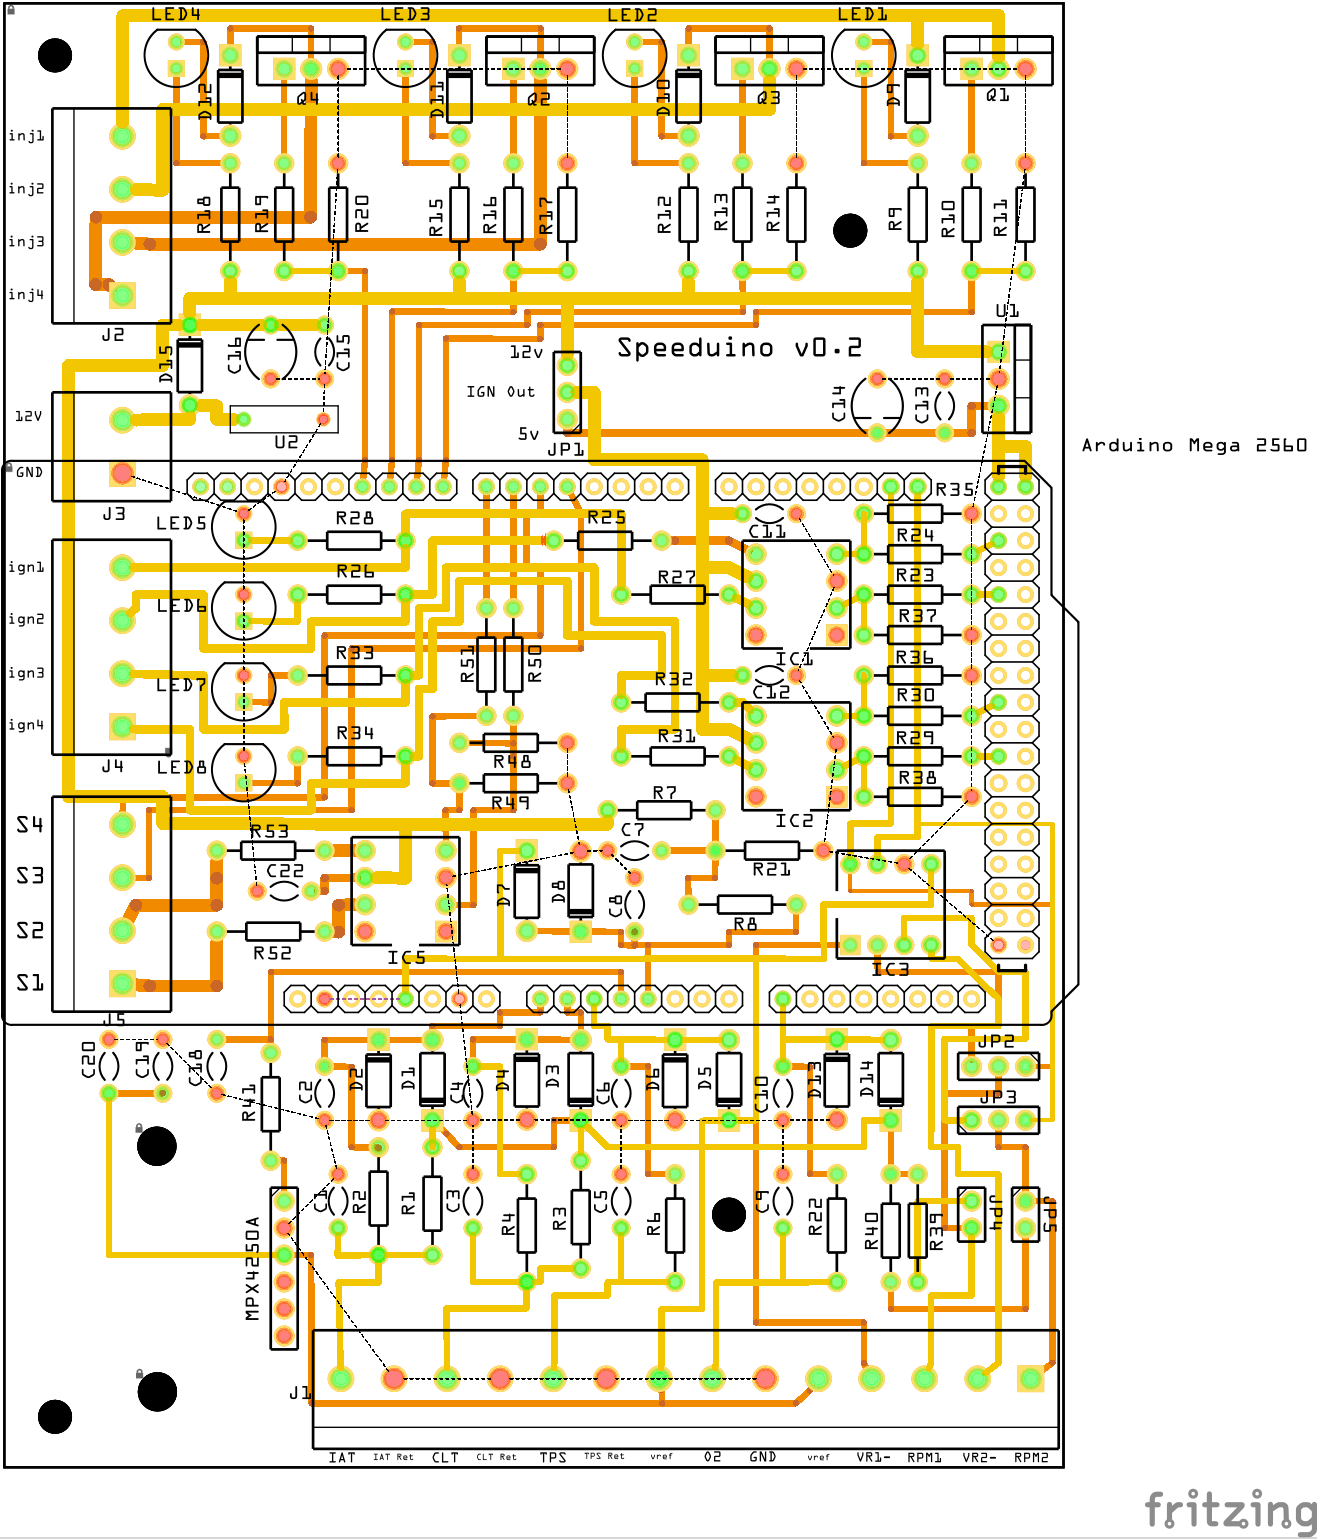 LED4 LED3 LED2 LED1
D12 Q4 D11 Q2 D10 Q3 D9 Q1
inj1
inj2
inj3
inj4
R18 R19 R20 R15 R16 R17 R12 R13 R14 R9 R10 R11
J2
D15 C16 C15
12v
IGN Out
5v
JP1
Speeduino v0.2
U1
C14 C13
12V
GND
U2
J3
Arduino Mega 2560
LED5 R28 R25 C11 R35
R24
ign1
ign2
ign3
ign4
R26 R27 R23
LED6 R37
IC1
R33 R51 R50 R36
LED7 R32 C12 R30
R34 R48 R31 R29
LED8 R49 R38
J4
R7 IC2
S4
S3
S2
S1
R53 C7 R21
C22 D7 D8 C8 R8
R52 IC5 IC3
J5
C20 C19 C18 R41 C2 D2 D1 C4 D4 D3 C6 D6 D5 C10 D13 D14
JP2
JP3
C1 R2 R1 C3 R4 R3 C5 R6 C9 R22 R40 R39 JP4 JP5
MPX4250A
J1
IAT IAT Ret CLT CLT Ret TPS TPS Ret vref O2 GND vref VR1- RPM1 VR2- RPM2
fritzing